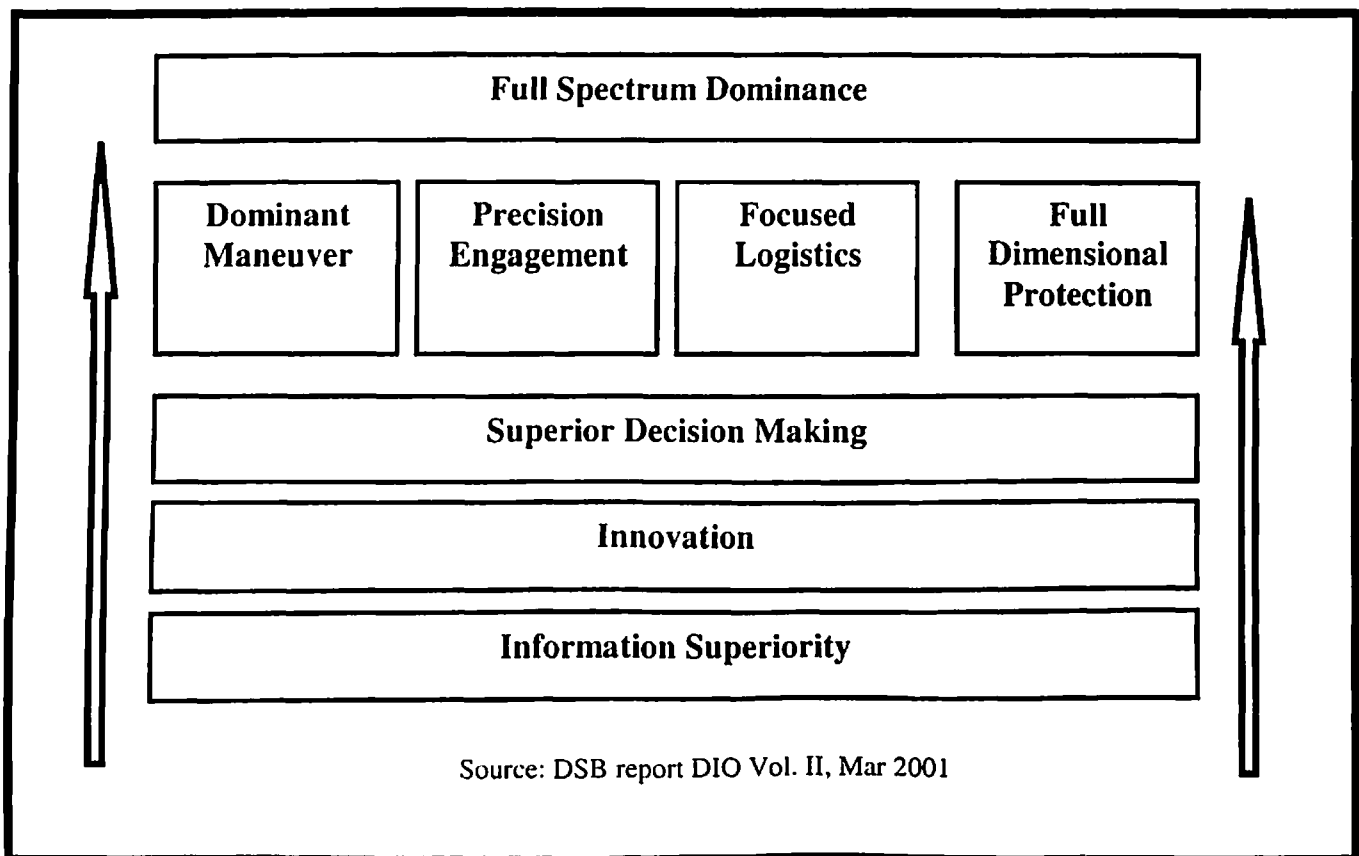 Full Spectrum Dominance
Dominant
Maneuver
Precision
Engagement
Focused
Logistics
Full
Dimensional
Protection
Superior Decision Making
Innovation
Information Superiority
Source: DSB report DIO Vol. II, Mar 2001